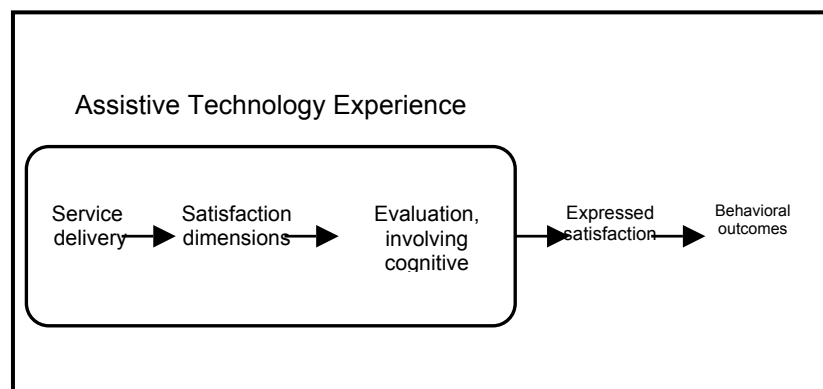 Assistive Technology Experience
Service
delivery
Satisfaction
dimensions
Evaluation,
involving
cognitive
Expressed
satisfaction
Behavioral
outcomes